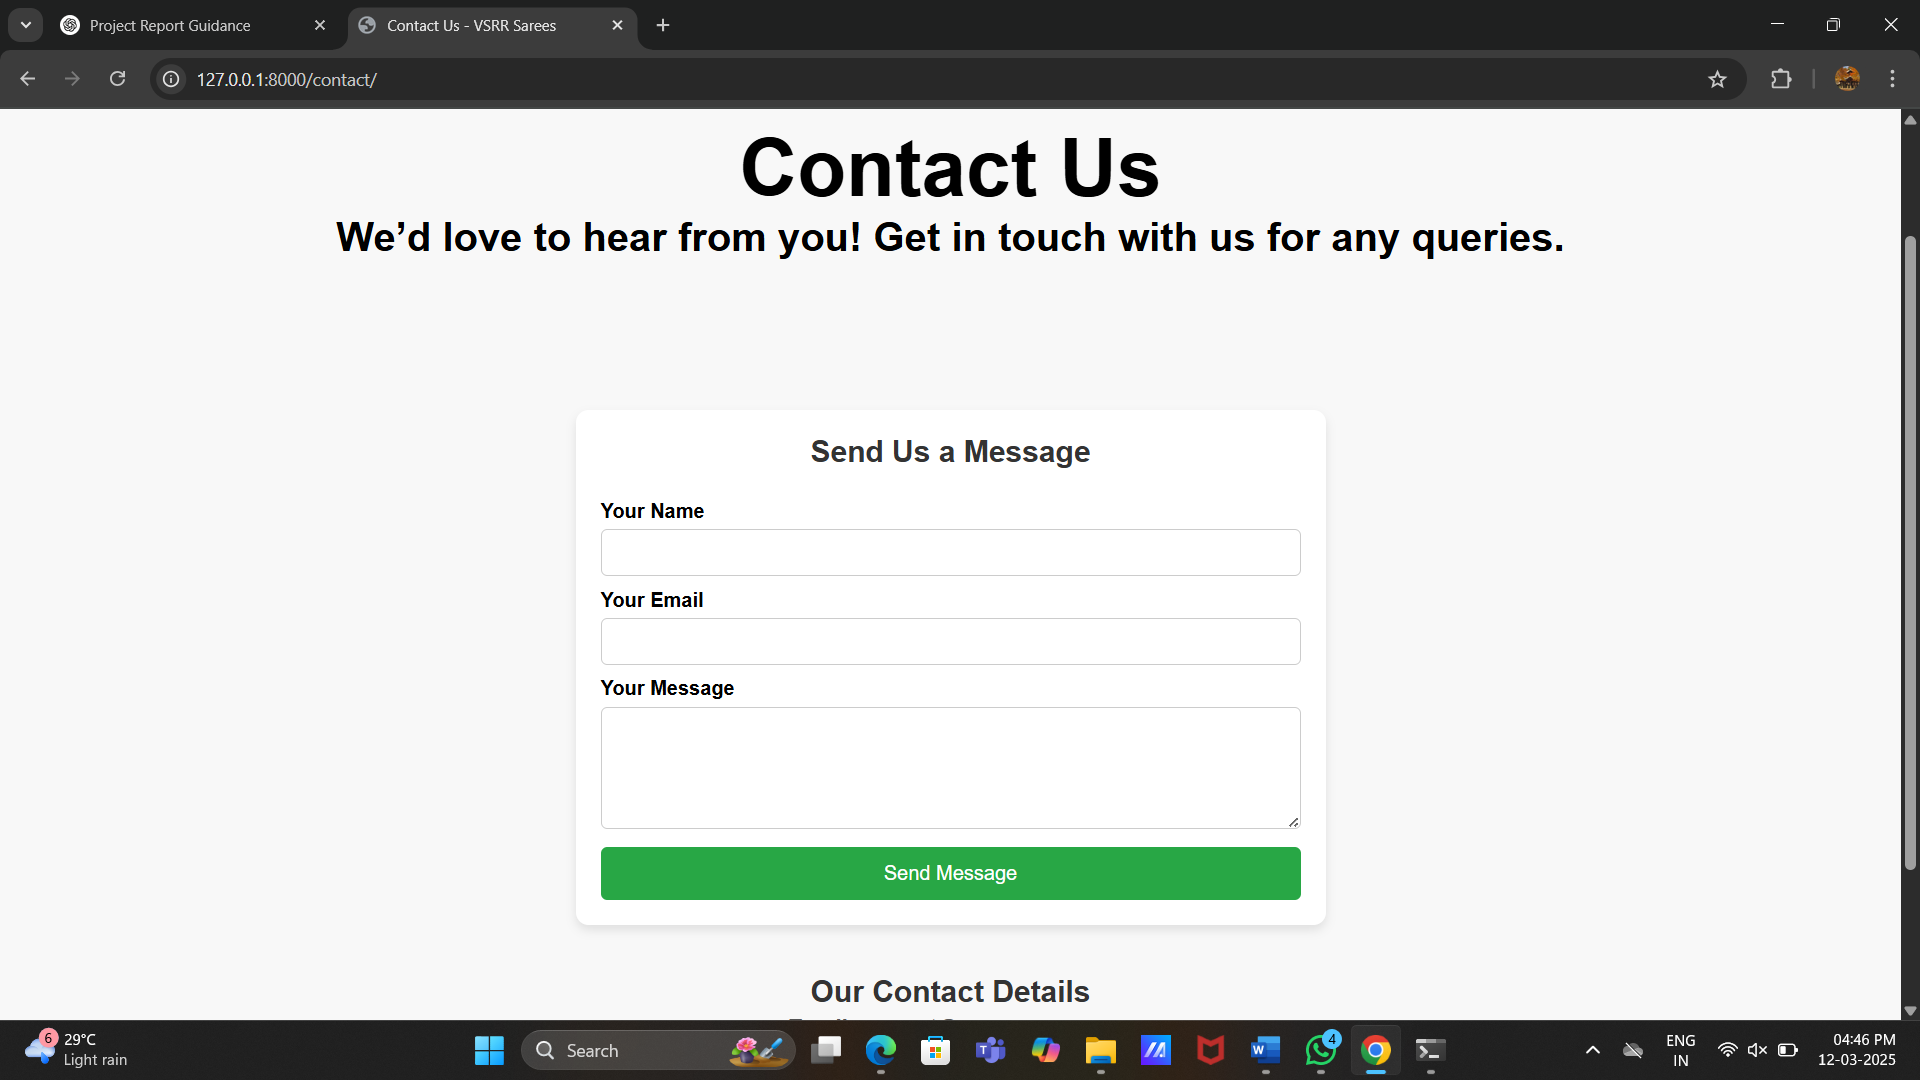 Project Report Guidance
Contact Us - VSRR Sarees
127.0.0.1:8000/contact/
Contact Us
We’d love to hear from you! Get in touch with us for any queries.
Send Us a Message
Your Name
Your Email
Your Message
Send Message
Our Contact Details
6
29°C
Light rain
Search
4
ENG
IN
04:46 PM
12-03-2025